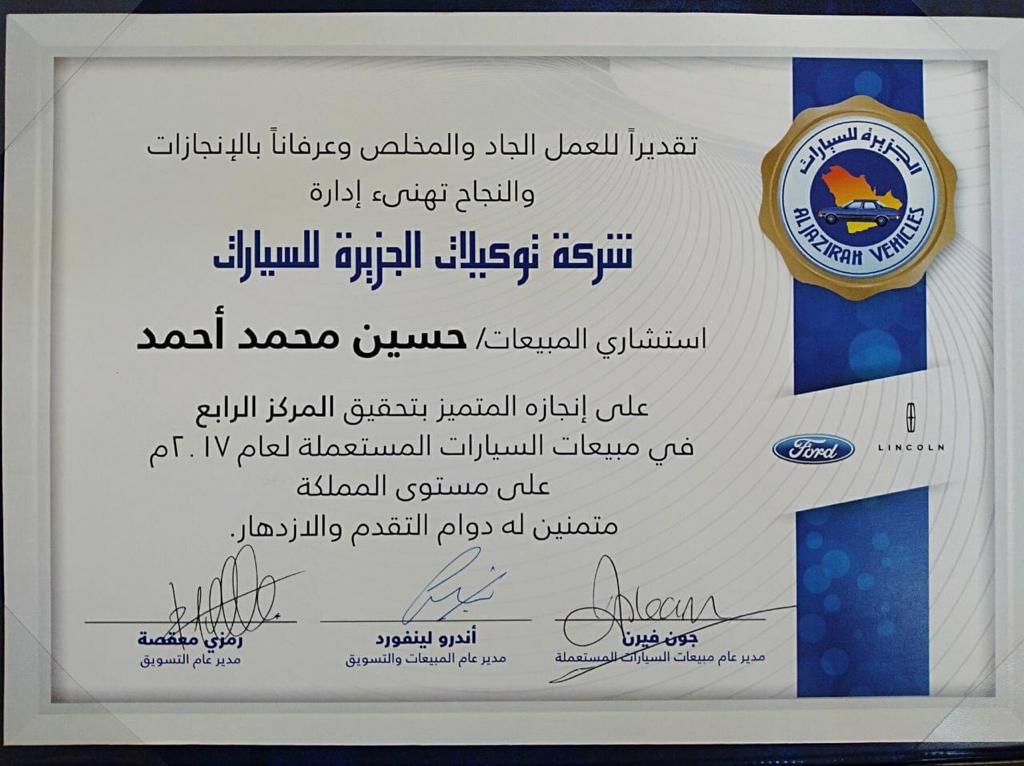 تقديراً للعمل الجاد والمخلص وعرفاناً بالإنجازات
والنجاح تهنىء إدارة
شركة توكيلات الجزيرة للسيارات
استشاري المبيعات/ حسين محمد أحمد
على إنجازه المتميز بتحقيق المركز الرابع
في مبيعات السيارات المستعملة لعام ٢٠١٧م
على مستوى المملكة
متمنين له دوام التقدم والازدهار.
الجزيرة للسيارات
ALJAZIRAH VEHICLES
Ford
LINCOLN
جون فيرن
مدير عام مبيعات السيارات المستعملة
أندرو لينفورد
مدير عام المبيعات والتسويق
رمزي معقصة
مدير عام التسويق